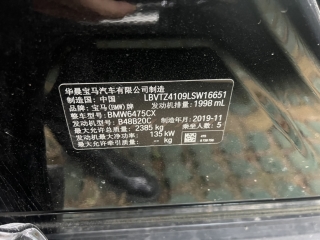 华晨宝马汽车有限公司制造
制造国: 中国 LBVTZ4109LSW16651
品牌: 宝马(BMW)牌 发动机排量: 1998 mL
整车型号: BMW6475CX
发动机型号: B48B20C 制造年月: 2019-11
最大允许总质量: 2385 kg 乘坐人数: 5
最大净功率: 135 kW
最大允许牵引质量: -- kg